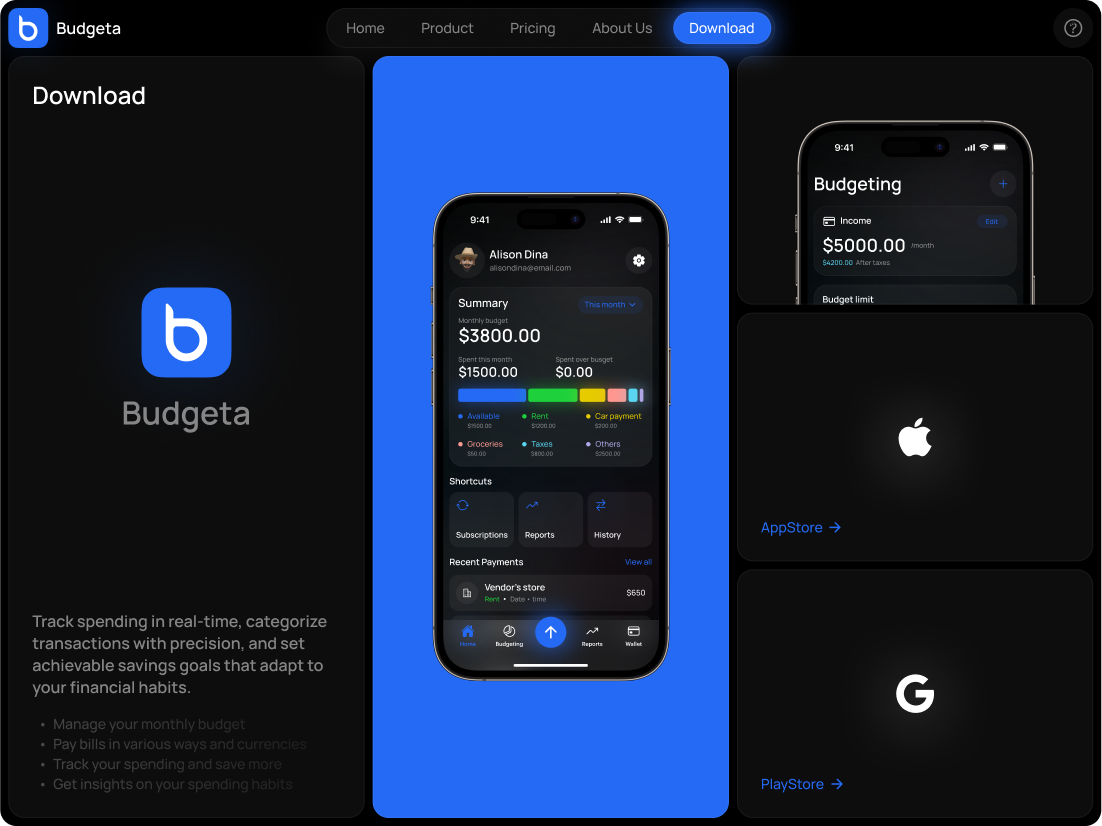 Budgeta
Home Product Pricing About Us Download
Download
Budgeta
Track spending in real-time, categorize
transactions with precision, and set
achievable savings goals that adapt to
your financial habits.
• Manage your monthly budget
• Pay bills in various ways and currencies
• Track your spending and save more
• Get insights on your spending habits
9:41
Alison Dina
alisondina@email.com
Summary
This month
Monthly budget
$3800.00
Spent this month Spent over busget
$1500.00 $0.00
Available Rent Car payment
$1500.00 $1200.00 $200.00
Groceries Taxes Others
$50.00 $800.00 $2500.00
Shortcuts
Subscriptions Reports History
Recent Payments View all
Vendor's store
Rent • Date • time
$650
Home Budgeting Reports Wallet
9:41
Budgeting
Income Edit
$5000.00 /month
$4200.00 After taxes
Budget limit
AppStore →
PlayStore →